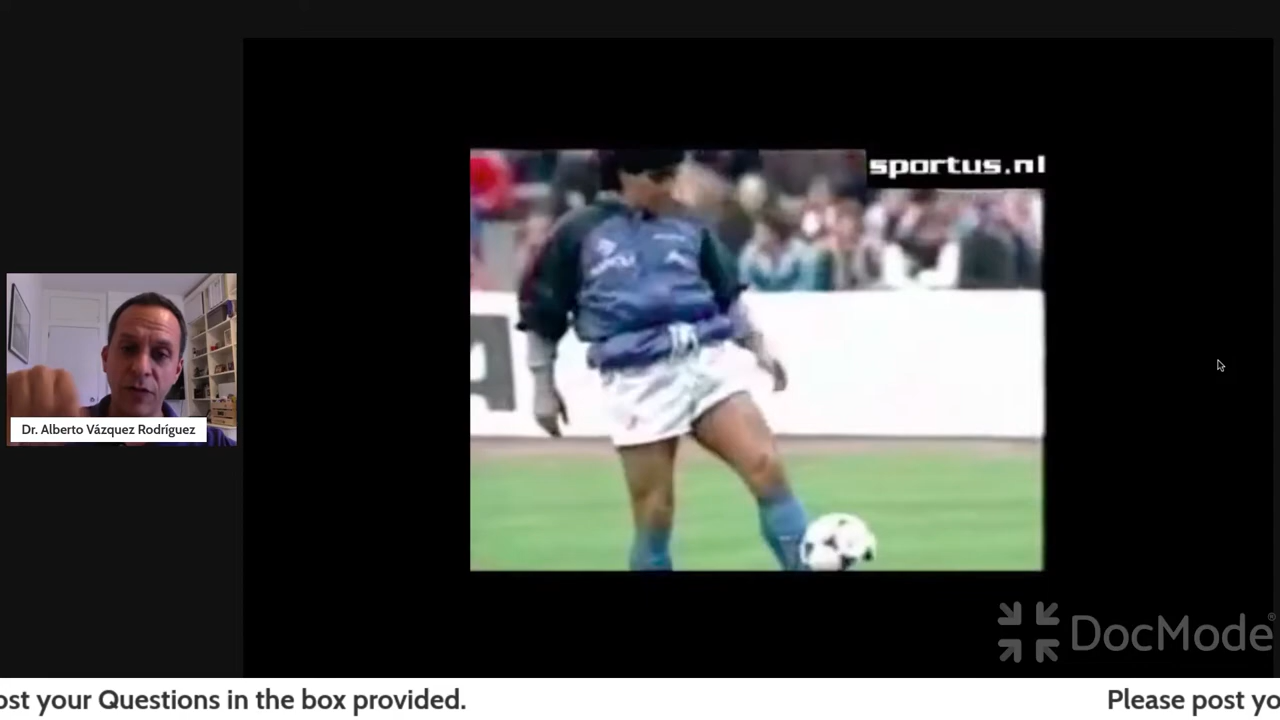 sportus.nl
A
Dr. Alberto Vázquez Rodríguez
DocMode®
ost your Questions in the box provided.
Please post yo